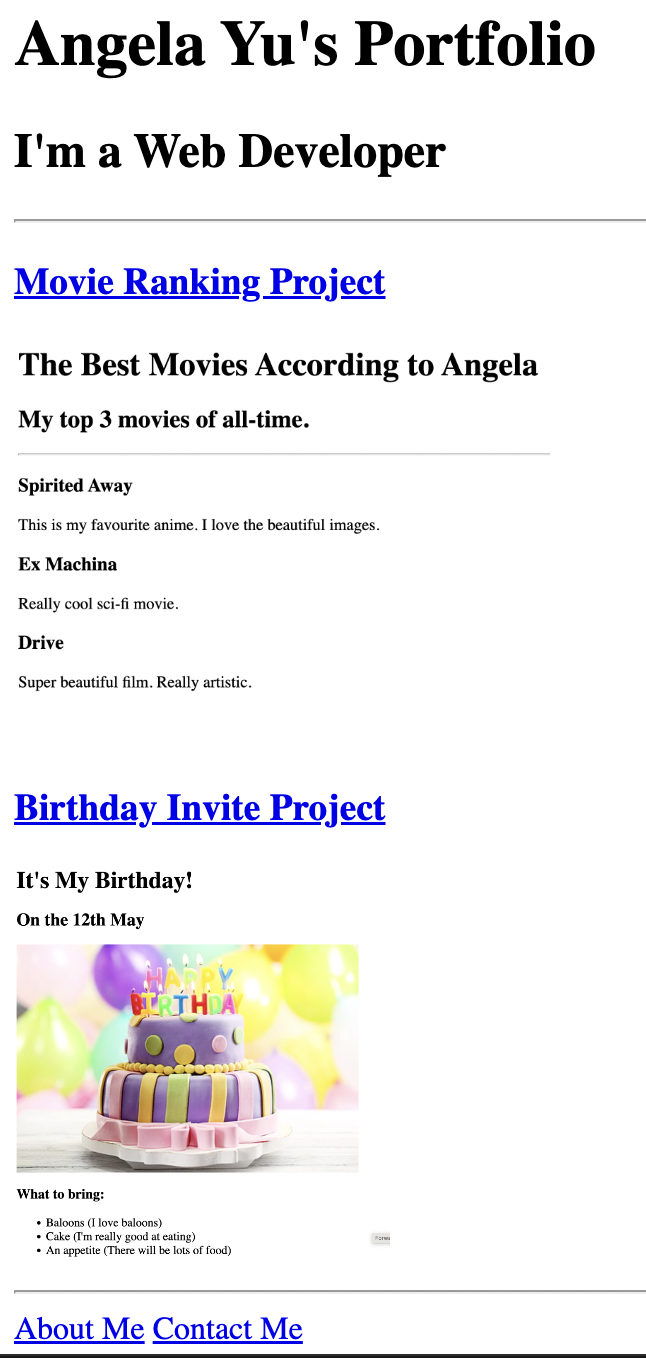 Angela Yu's Portfolio
I'm a Web Developer
Movie Ranking Project
The Best Movies According to Angela
My top 3 movies of all-time.
Spirited Away
This is my favourite anime. I love the beautiful images.
Ex Machina
Really cool sci-fi movie.
Drive
Super beautiful film. Really artistic.
Birthday Invite Project
It's My Birthday!
On the 12th May
HAPPY
BIRTHDAY
What to bring:
Baloons (I love baloons)
Cake (I'm really good at eating)
An appetite (There will be lots of food)
About Me Contact Me